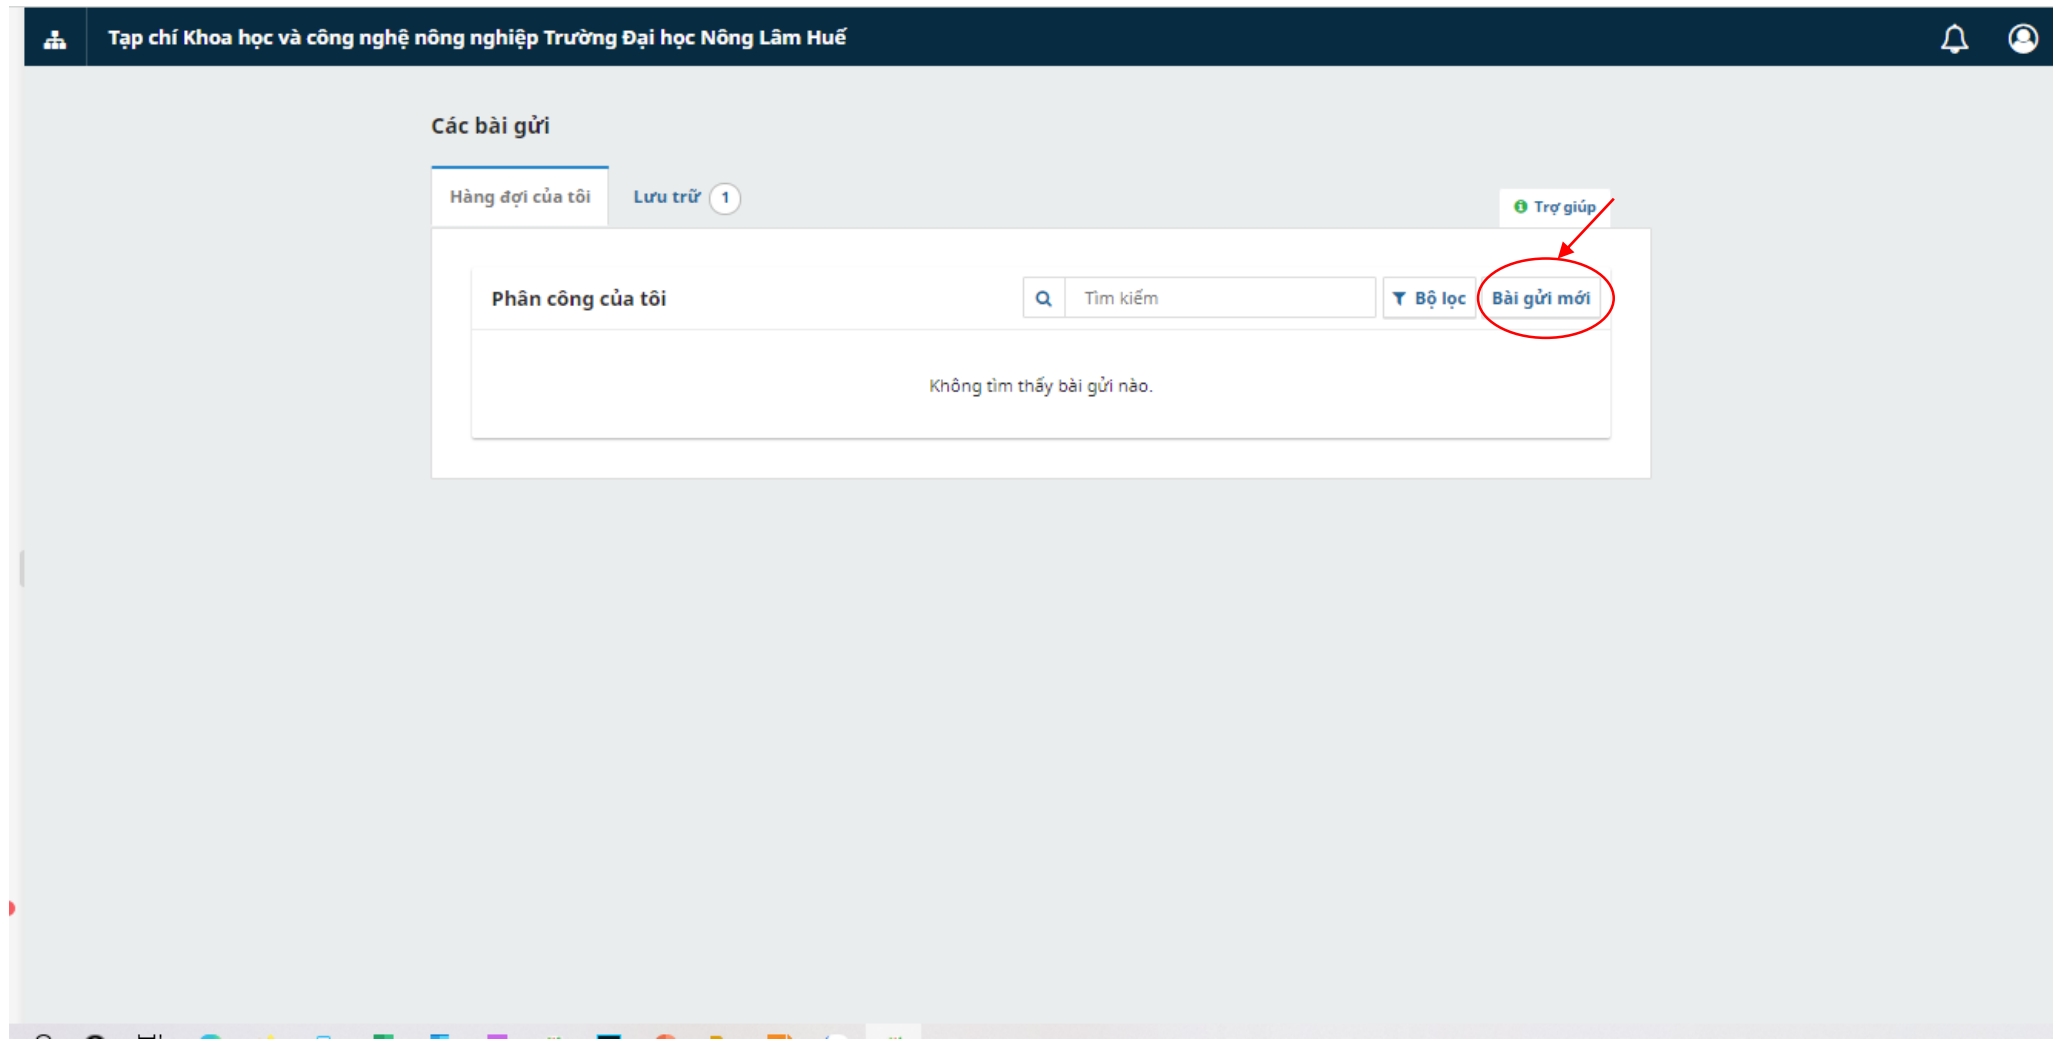 Tạp chí Khoa học và công nghệ nông nghiệp Trường Đại học Nông Lâm Huế
Các bài gửi
Hàng đợi của tôi
Lưu trữ 1
Trợ giúp
Phân công của tôi
Tìm kiếm
Bộ lọc
Bài gửi mới
Không tìm thấy bài gửi nào.